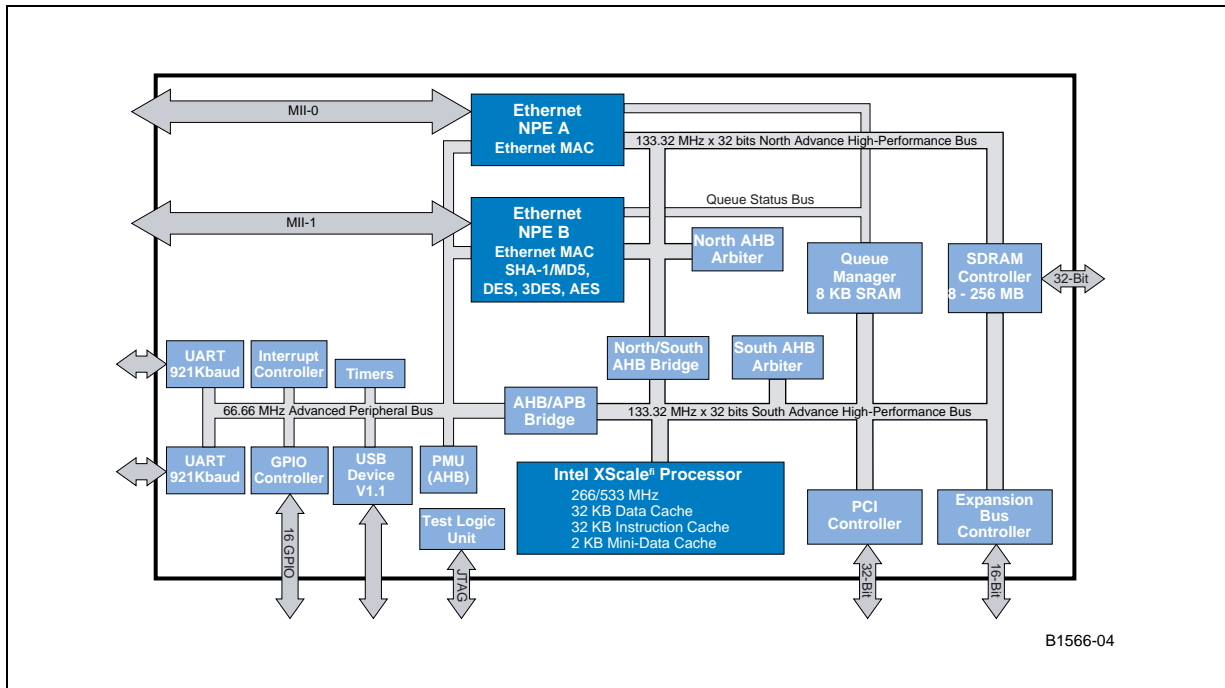 MII-0
Ethernet
NPE A
Ethernet MAC
133.32 MHz x 32 bits North Advance High-Performance Bus
MII-1
Ethernet
NPE B
Ethernet MAC
SHA-1/MD5,
DES, 3DES, AES
Queue Status Bus
North AHB
Arbiter
Queue
Manager
8 KB SRAM
SDRAM
Controller
8 - 256 MB
32-Bit
UART
921Kbaud
Interrupt
Controller
Timers
North/South
AHB Bridge
South AHB
Arbiter
66.66 MHz Advanced Peripheral Bus
AHB/APB
Bridge
133.32 MHz x 32 bits South Advance High-Performance Bus
UART
921Kbaud
GPIO
Controller
USB
Device
V1.1
PMU
(AHB)
Test Logic
Unit
Intel XScaleﬁ Processor
266/533 MHz
32 KB Data Cache
32 KB Instruction Cache
2 KB Mini-Data Cache
PCI
Controller
Expansion
Bus
Controller
16 GPIO
JTAG
32-Bit
16-Bit
B1566-04